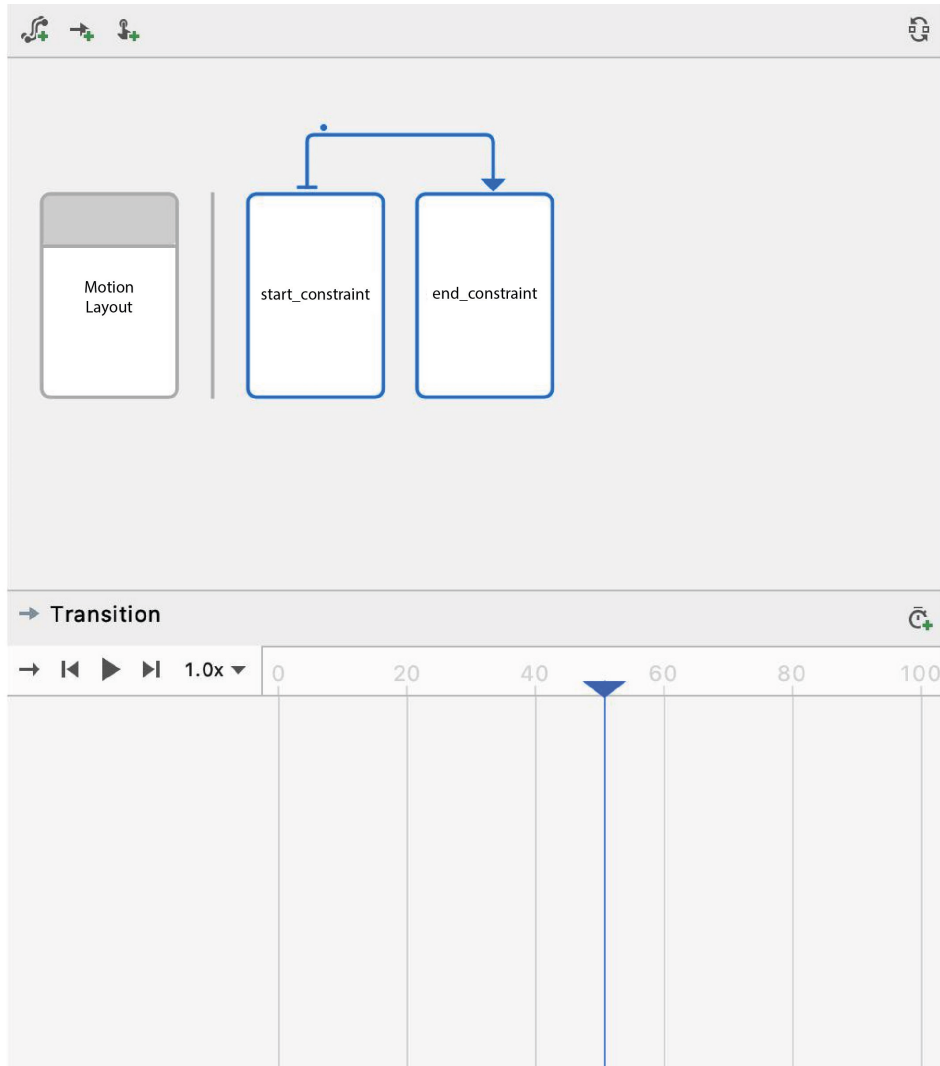 Motion
Layout
start_constraint
end_constraint
Transition
1.0x
0 20 40 60 80 100